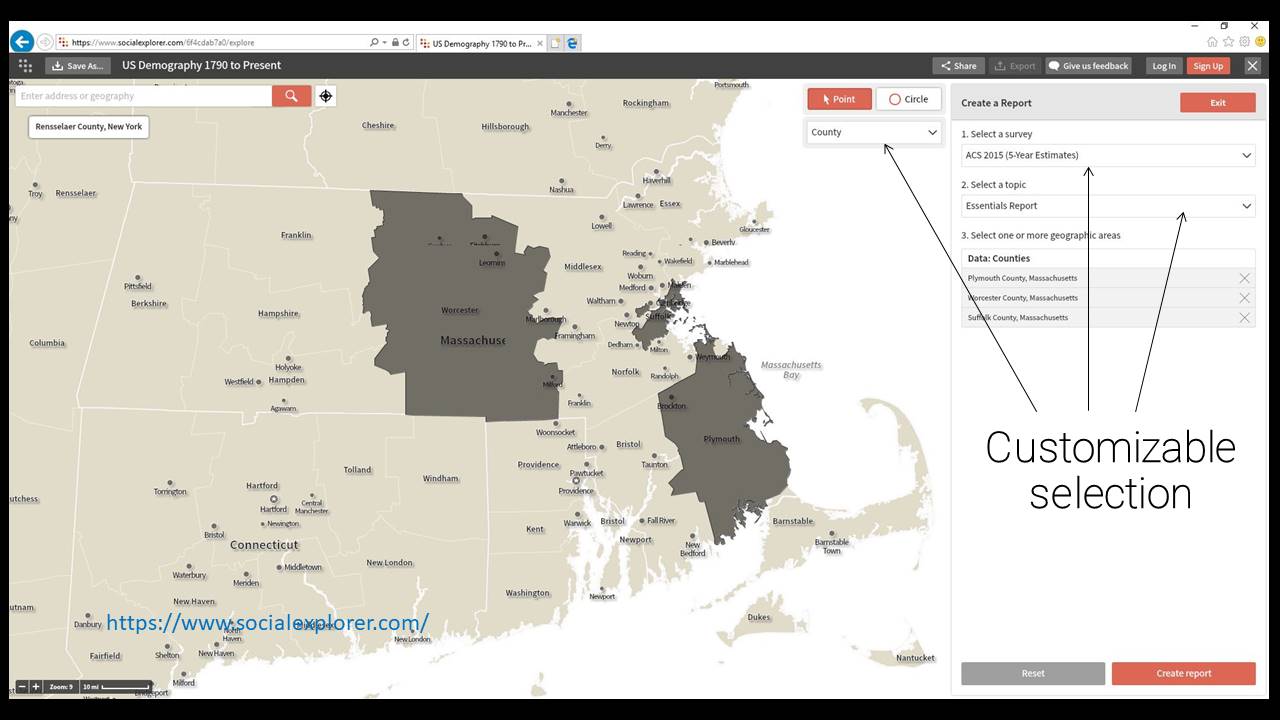 https://www.socialexplorer.com/6f4cdab7a0/explore
US Demography 1790 to Pr...
Save As...
US Demography 1790 to Present
Share
Export
Give us feedback
Log In
Sign Up
Enter address or geography
Rensselaer County, New York
Point
Circle
County
Create a Report
Exit
1. Select a survey
ACS 2015 (5-Year Estimates)
2. Select a topic
Essentials Report
3. Select one or more geographic areas
Data: Counties
Plymouth County, Massachusetts
Worcester County, Massachusetts
Suffolk County, Massachusetts
Customizable
selection
Reset
Create report
Portsmouth
Rockingham
Manchester
Cheshire
Hillsborough
Derry
Haverhill
Nashua
Troy
Rensselaer
Lawrence
Essex
Lowell
Gloucester
Franklin
Fitchburg
Beverly
Reading
Leomins
Middlesex
Wakefield
Marblehead
Woburn
Pittsfield
Medford
Malden
Berkshire
Waltham
Worcester
Hampshire
Marlborough
Suffolk
Newton
Framingham
Columbia
Massachuse
Dedham
Milton
Weymouth
Holyoke
Massachusetts
Bay
Norfolk
Randolph
Westfield
Hampden
Milford
Agawam
Franklin
Brockton
Woonsocket
Plymouth
Attleboro
Bristol
Providence
Taunton
Tolland
Pawtucket
Windham
Hartford
Torrington
Providence
utchess
Hartford
Central
Manchester
Newington
Warwick
Bristol
Fall River
Barnstable
Kent
Bristol
Newport
Barnstable
Town
Connecticut
New
Bedford
New London
Waterbury
Middletown
Meriden
Washington
Newport
New Haven
utnam
Danbury
https://www.socialexplorer.com/
Dukes
North
Haven
New London
Fairfield
Shelton
New Haven
Nantucket
Milford
Zoom: 9
10 mi
Bridgeport